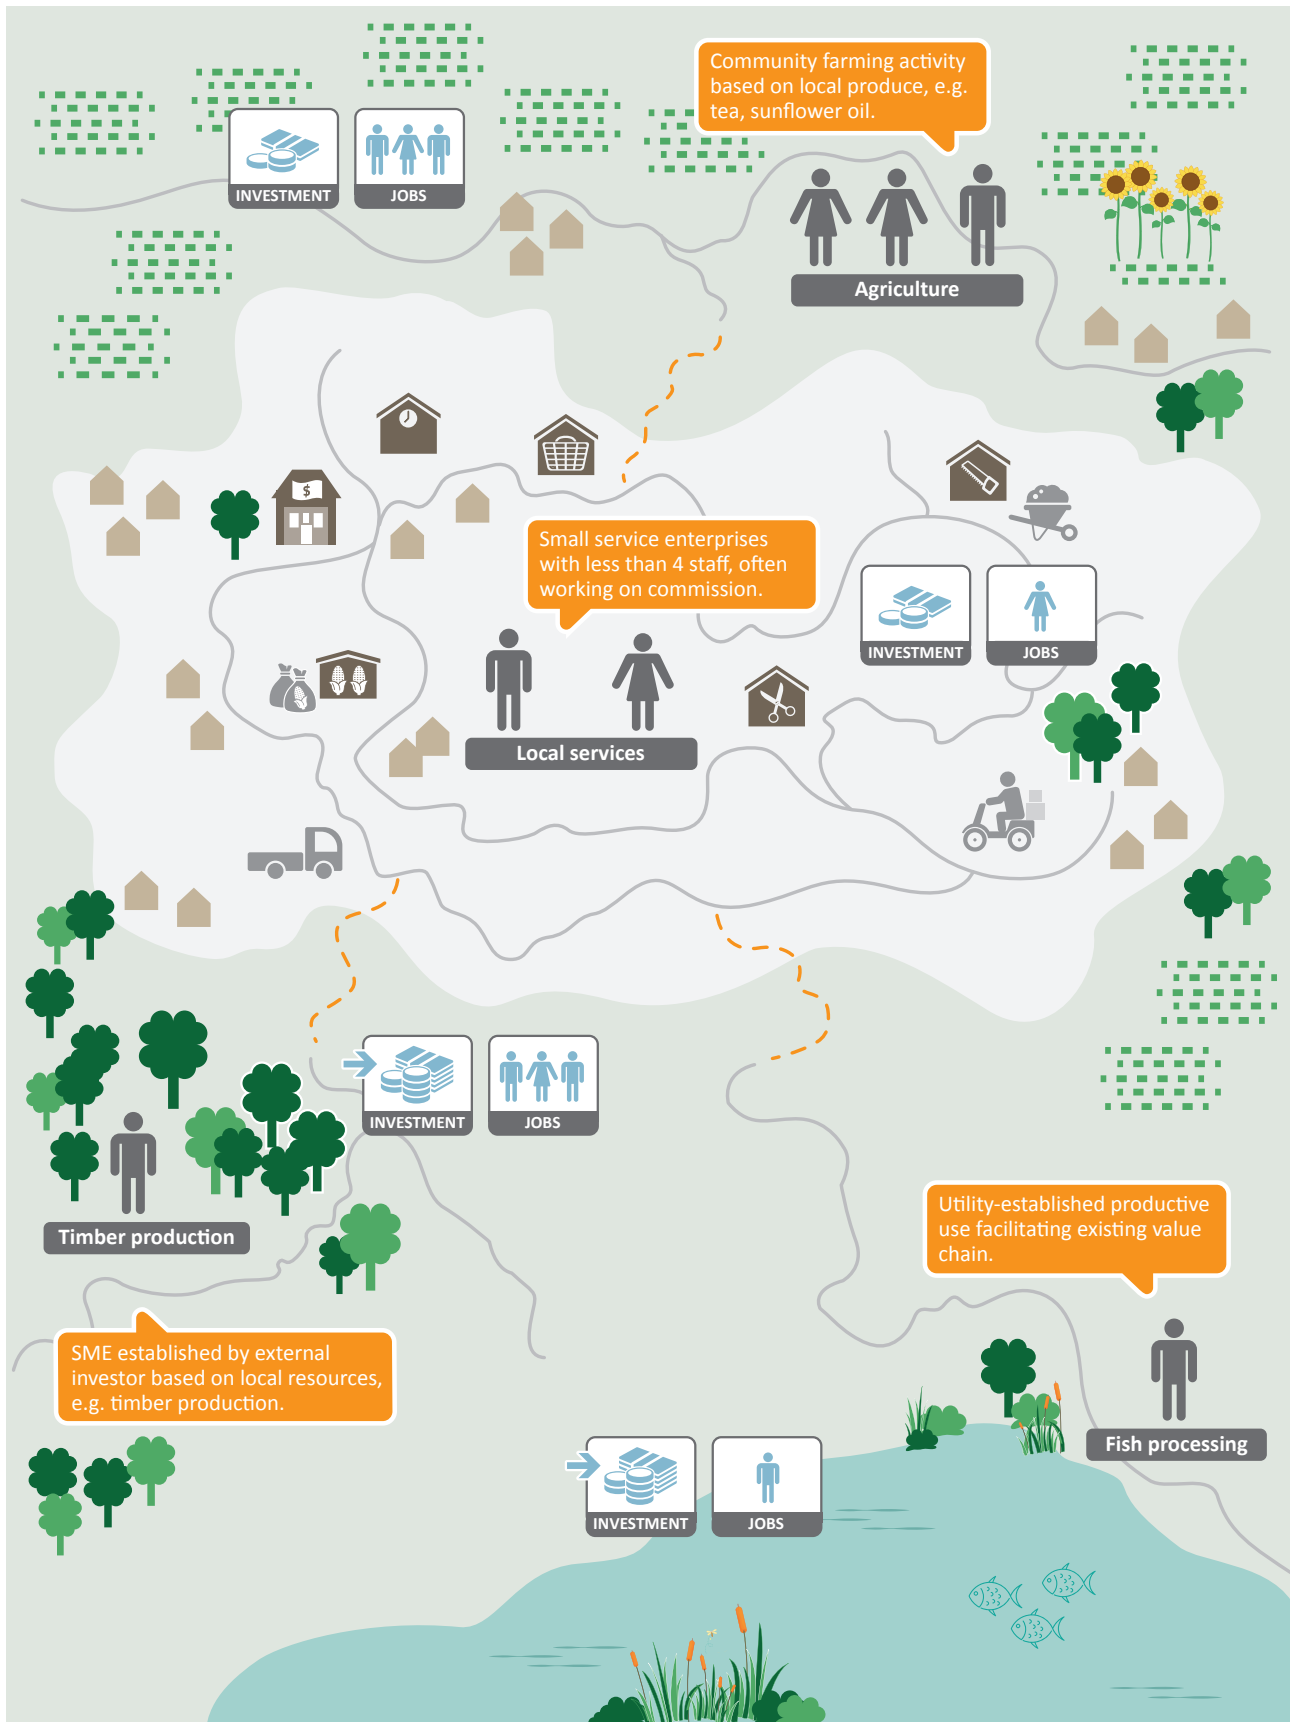 Community farming activity
based on local produce, e.g.
tea, sunflower oil.
INVESTMENT
JOBS
Agriculture
$
Small service enterprises
with less than 4 staff, often
working on commission.
INVESTMENT
JOBS
Local services
INVESTMENT
JOBS
Timber production
Utility-established productive
use facilitating existing value
chain.
SME established by external
investor based on local resources,
e.g. timber production.
Fish processing
INVESTMENT
JOBS